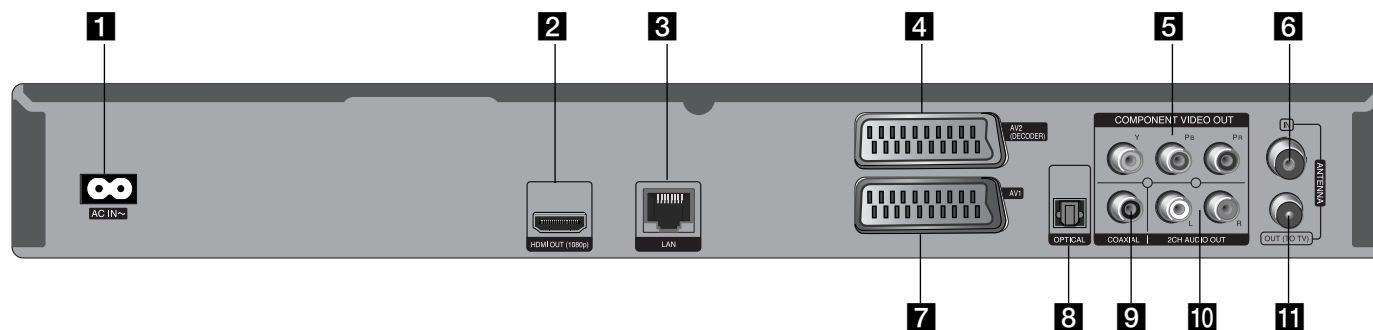 1
2
3
4
5
6
AC IN~
HDMI OUT (1080p)
LAN
AV2
(DECODER)
AV1
OPTICAL
COMPONENT VIDEO OUT
Y
PB
PR
L
R
COAXIAL
2CH AUDIO OUT
IN
ANTENNA
OUT (TO TV)
7
8
9
10
11